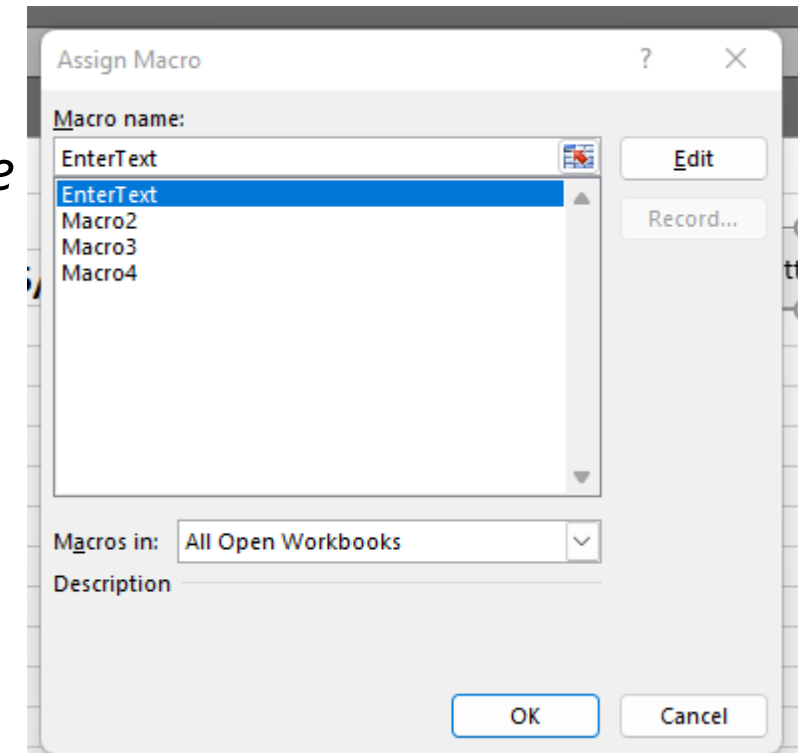 Assign Macro ?
Macro name:
EnterText
Edit
EnterText
Macro2
Macro3
Macro4
Record...
Macros in: All Open Workbooks
Description
OK Cancel